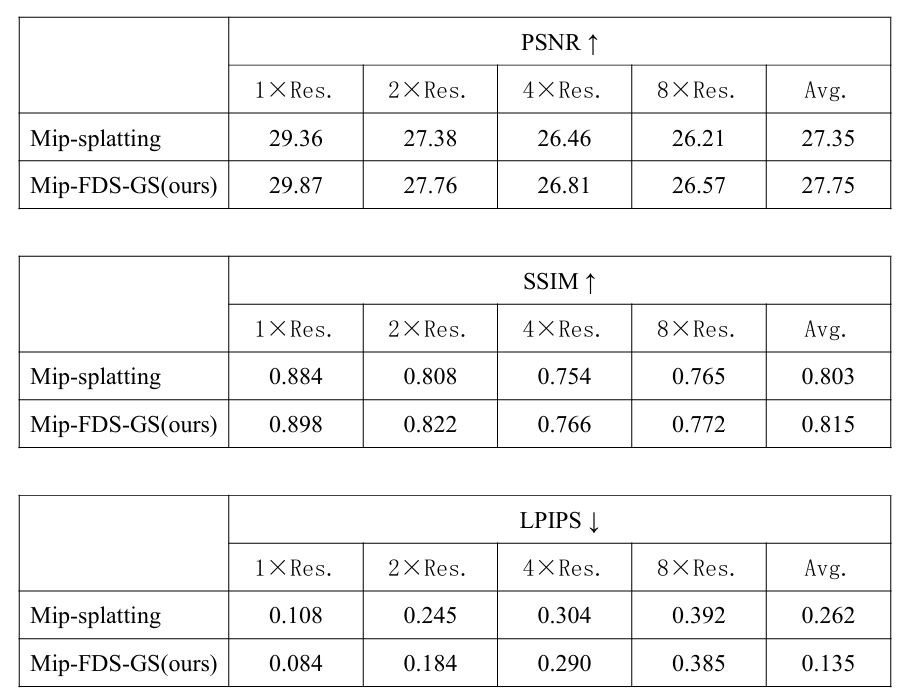 PSNR ↑
1×Res. 2×Res. 4×Res. 8×Res. Avg.
Mip-splatting 29.36 27.38 26.46 26.21 27.35
Mip-FDS-GS(ours) 29.87 27.76 26.81 26.57 27.75
SSIM ↑
1×Res. 2×Res. 4×Res. 8×Res. Avg.
Mip-splatting 0.884 0.808 0.754 0.765 0.803
Mip-FDS-GS(ours) 0.898 0.822 0.766 0.772 0.815
LPIPS ↓
1×Res. 2×Res. 4×Res. 8×Res. Avg.
Mip-splatting 0.108 0.245 0.304 0.392 0.262
Mip-FDS-GS(ours) 0.084 0.184 0.290 0.385 0.135